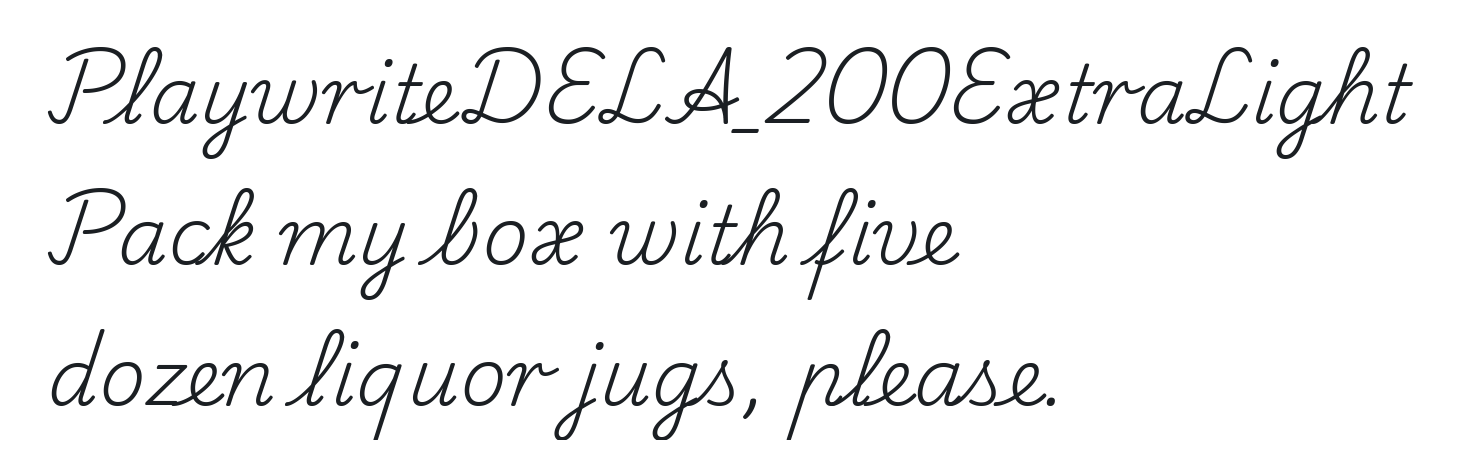 PlaywriteDELA_200ExtraLight
Pack my box with five
dozen liquor jugs, please.